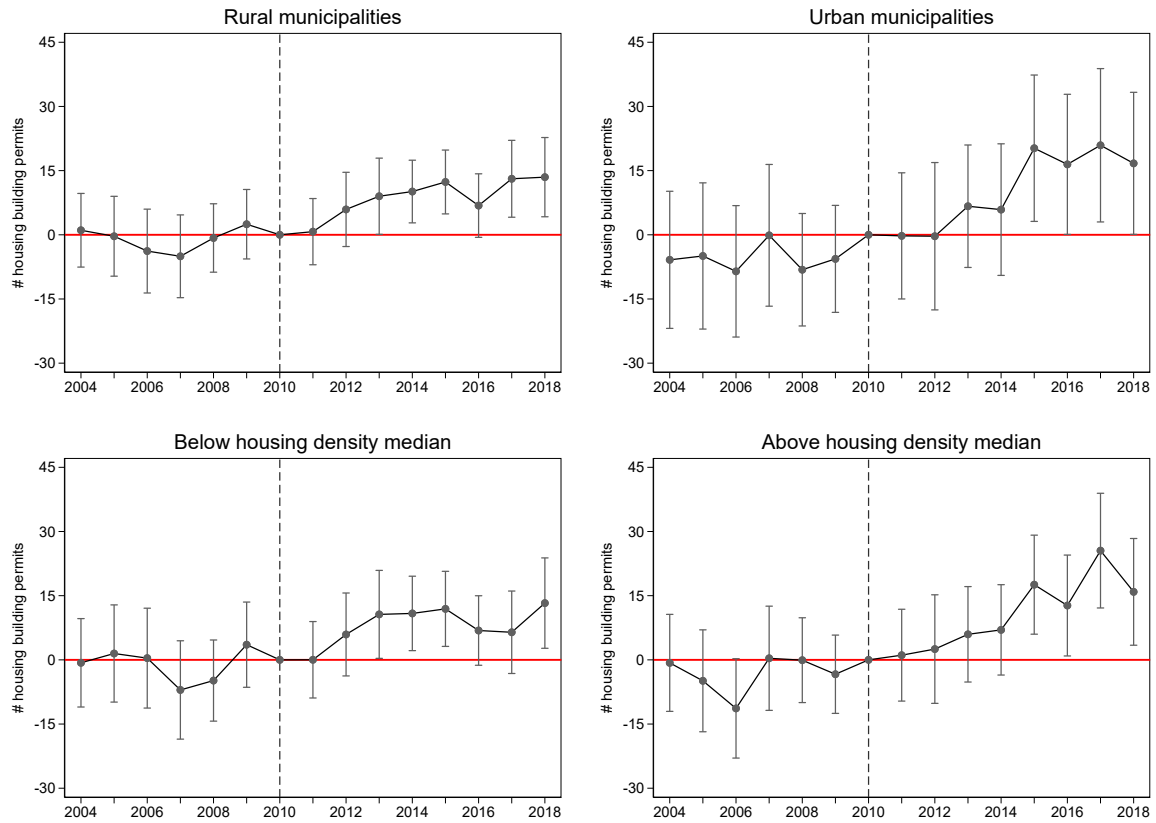 Rural municipalities
# housing building permits
45
30
15
0
-15
-30
2004 2006 2008 2010 2012 2014 2016 2018
Urban municipalities
# housing building permits
45
30
15
0
-15
-30
2004 2006 2008 2010 2012 2014 2016 2018
Below housing density median
# housing building permits
45
30
15
0
-15
-30
2004 2006 2008 2010 2012 2014 2016 2018
Above housing density median
# housing building permits
45
30
15
0
-15
-30
2004 2006 2008 2010 2012 2014 2016 2018